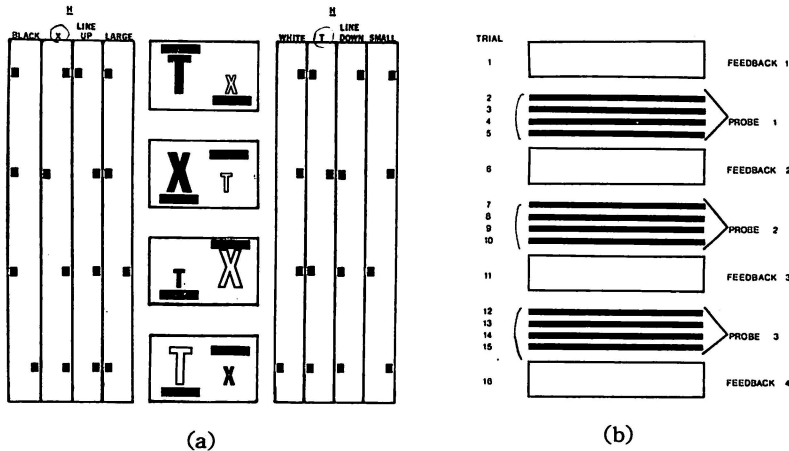 H
BLACK X LINE UP LARGE
T X
X T
T X
T X
H
WHITE T LINE DOWN SMALL
(a)
TRIAL
1 FEEDBACK 1
2
3
4 PROBE 1
5
6 FEEDBACK 2
7
8
9 PROBE 2
10
11 FEEDBACK 3
12
13
14 PROBE 3
15
16 FEEDBACK 4
(b)